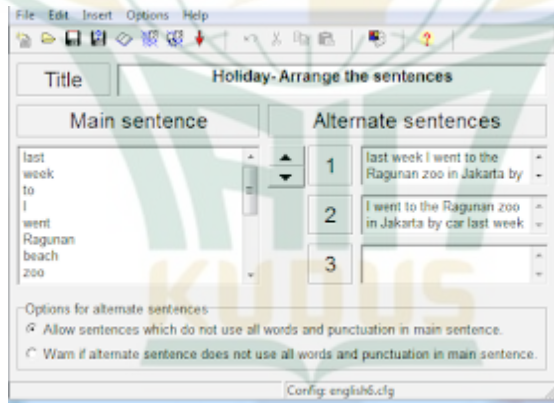 File Edit Insert Options Help
Title
Holiday- Arrange the sentences
Main sentence
Alternate sentences
last
week
to
I
went
Ragunan
beach
zoo
1
last week I went to the
Ragunan zoo in Jakarta by
2
I went to the Ragunan zoo
in Jakarta by car last week
3
Options for alternate sentences
Allow sentences which do not use all words and punctuation in main sentence.
Warn if alternate sentence does not use all words and punctuation in main sentence.
Config: english6.cfg
KUDUS